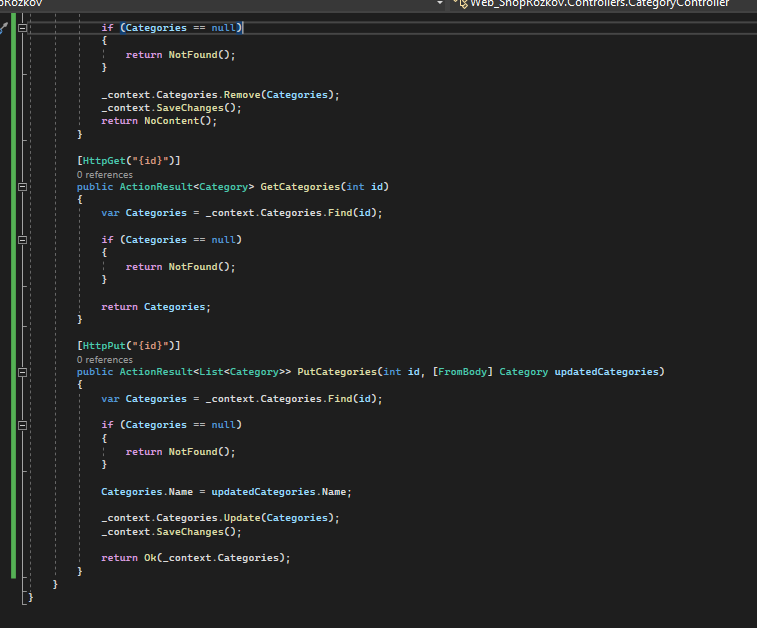 pRozkov
Web_ShopRozkov.Controllers.CategoryController
if (Categories == null)
{
return NotFound();
}
_context.Categories.Remove(Categories);
_context.SaveChanges();
return NoContent();
}
[HttpGet("{id}")]
0 references
public ActionResult<Category> GetCategories(int id)
{
var Categories = _context.Categories.Find(id);
if (Categories == null)
{
return NotFound();
}
return Categories;
}
[HttpPut("{id}")]
0 references
public ActionResult<List<Category>> PutCategories(int id, [FromBody] Category updatedCategories)
{
var Categories = _context.Categories.Find(id);
if (Categories == null)
{
return NotFound();
}
Categories.Name = updatedCategories.Name;
_context.Categories.Update(Categories);
_context.SaveChanges();
return Ok(_context.Categories);
}
}
}